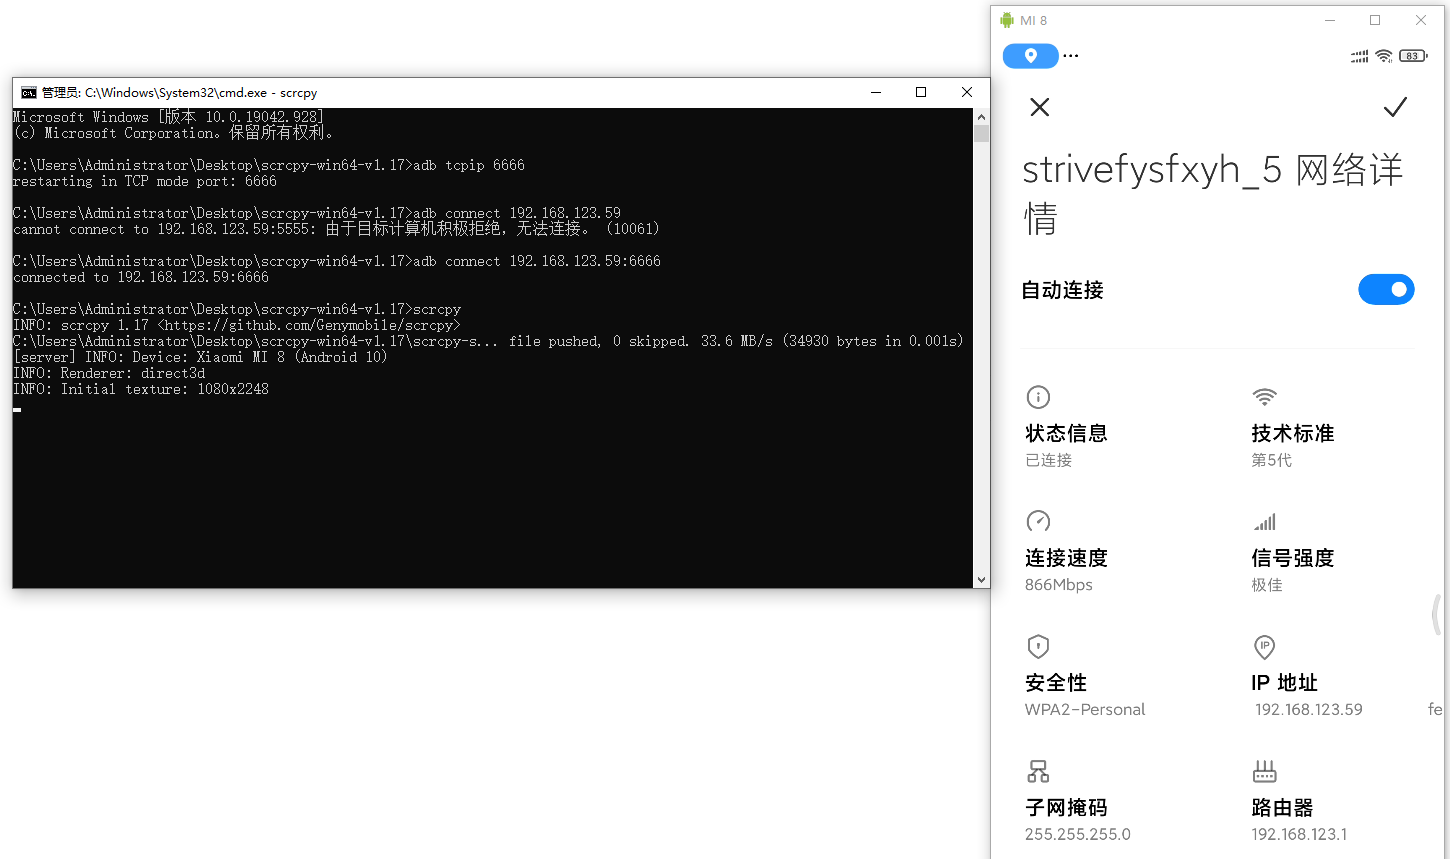 管理员: C:\Windows\System32\cmd.exe - scrcpy
Microsoft Windows [版本 10.0.19042.928]
(c) Microsoft Corporation。保留所有权利。
C:\Users\Administrator\Desktop\scrcpy-win64-v1.17>adb tcpip 6666
restarting in TCP mode port: 6666
C:\Users\Administrator\Desktop\scrcpy-win64-v1.17>adb connect 192.168.123.59
cannot connect to 192.168.123.59:5555: 由于目标计算机积极拒绝，无法连接。 (10061)
C:\Users\Administrator\Desktop\scrcpy-win64-v1.17>adb connect 192.168.123.59:6666
connected to 192.168.123.59:6666
C:\Users\Administrator\Desktop\scrcpy-win64-v1.17>scrcpy
INFO: scrcpy 1.17 <https://github.com/Genymobile/scrcpy>
C:\Users\Administrator\Desktop\scrcpy-win64-v1.17\scrcpy-s... file pushed, 0 skipped. 33.6 MB/s (34930 bytes in 0.001s)
[server] INFO: Device: Xiaomi MI 8 (Android 10)
INFO: Renderer: direct3d
INFO: Initial texture: 1080x2248
MI 8
83
strivefysfxyh_5 网络详
情
自动连接
状态信息
已连接
技术标准
第5代
连接速度
866Mbps
信号强度
极佳
安全性
WPA2-Personal
IP
IP 地址
192.168.123.59 fe
子网掩码
255.255.255.0
路由器
192.168.123.1